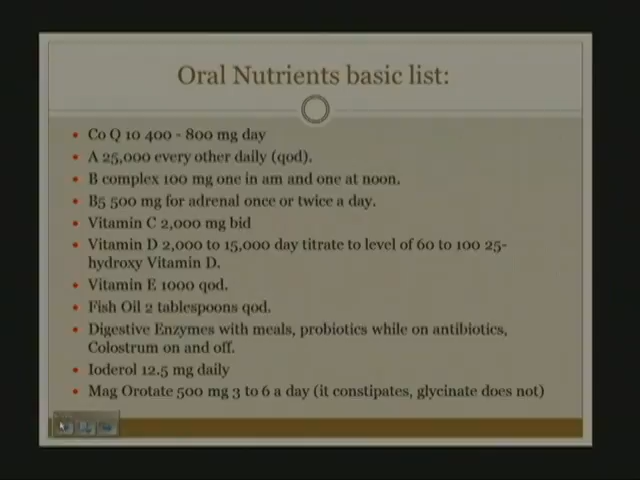 Oral Nutrients basic list:
• Co Q 10 400 - 800 mg day
• A 25,000 every other daily (qod).
• B complex 100 mg one in am and one at noon.
• B5 500 mg for adrenal once or twice a day.
• Vitamin C 2,000 mg bid
• Vitamin D 2,000 to 15,000 day titrate to level of 60 to 100 25-
hydroxy Vitamin D.
• Vitamin E 1000 qod.
• Fish Oil 2 tablespoons qod.
• Digestive Enzymes with meals, probiotics while on antibiotics,
Colostrum on and off.
• Ioderol 12.5 mg daily
• Mag Orotate 500 mg 3 to 6 a day (it constipates, glycinate does not)